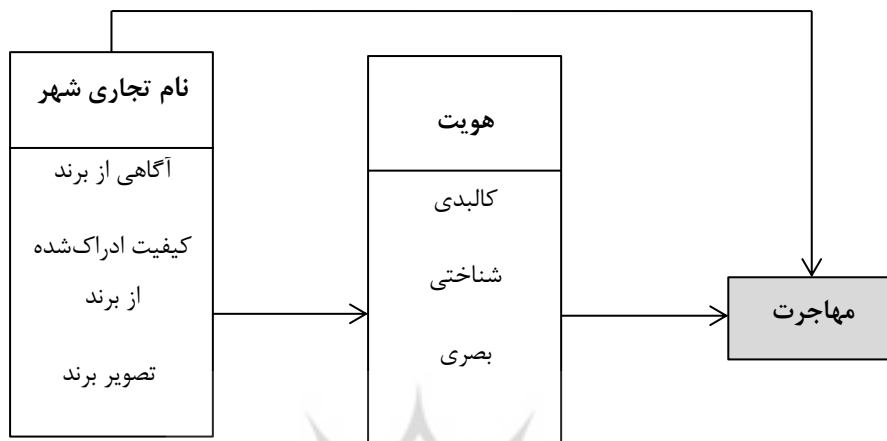 نام تجاری شهر
آگاهی از برند
کیفیت ادراک‌شده
از برند
تصویر برند
هویت
کالبدی
شناختی
بصری
مهاجرت